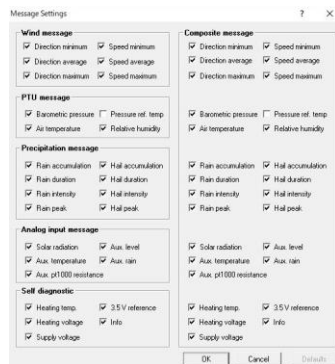 Message Settings ? X
Wind message
Direction minimum Speed minimum
Direction average Speed average
Direction maximum Speed maximum
PTU message
Barometric pressure Pressure ref. temp
Air temperature Relative humidity
Precipitation message
Rain accumulation Hail accumulation
Rain duration Hail duration
Rain intensity Hail intensity
Rain peak Hail peak
Analog input message
Solar radiation Aux. level
Aux. temperature Aux. rain
Aux. pt1000 resistance
Self diagnostic
Heating temp. 3.5 V reference
Heating voltage Info
Supply voltage
Composite message
Direction minimum Speed minimum
Direction average Speed average
Direction maximum Speed maximum
Barometric pressure Pressure ref. temp
Air temperature Relative humidity
Rain accumulation Hail accumulation
Rain duration Hail duration
Rain intensity Hail intensity
Rain peak Hail peak
Solar radiation Aux. level
Aux. temperature Aux. rain
Aux. pt1000 resistance
Heating temp. 3.5 V reference
Heating voltage Info
Supply voltage
OK Cancel Defaults